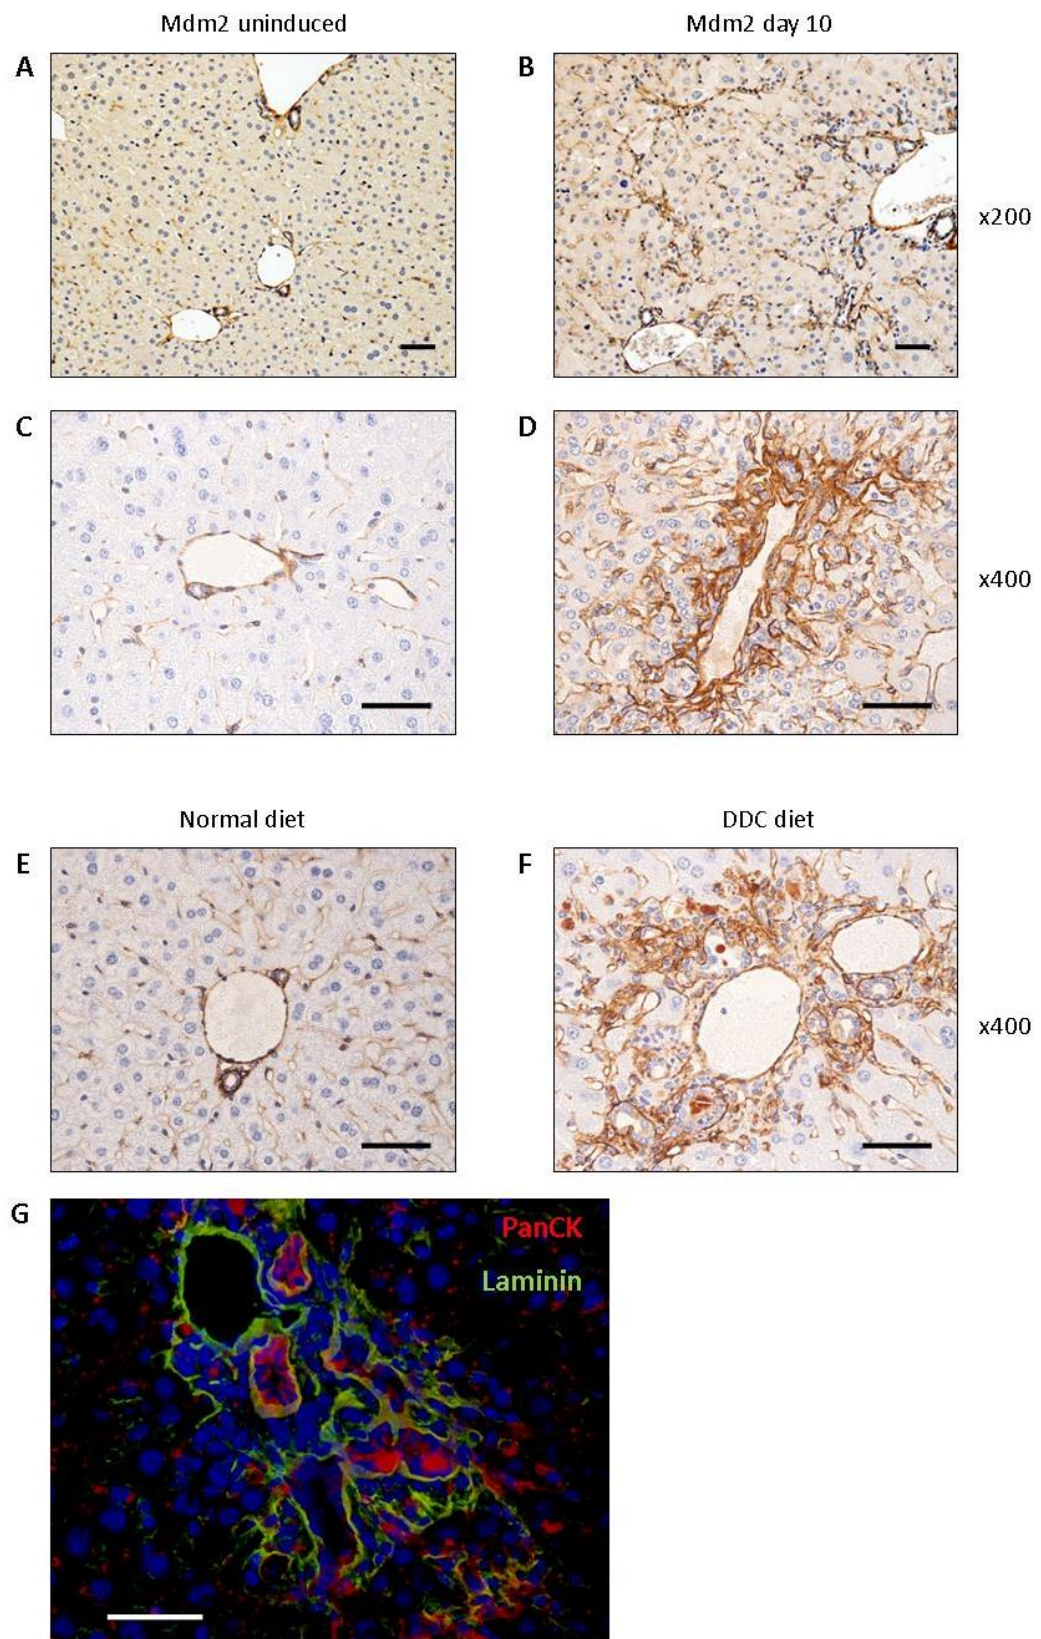 Mdm2 uninduced
Mdm2 day 10
A
B
x200
C
D
x400
Normal diet
DDC diet
E
F
x400
G
PanCK
Laminin